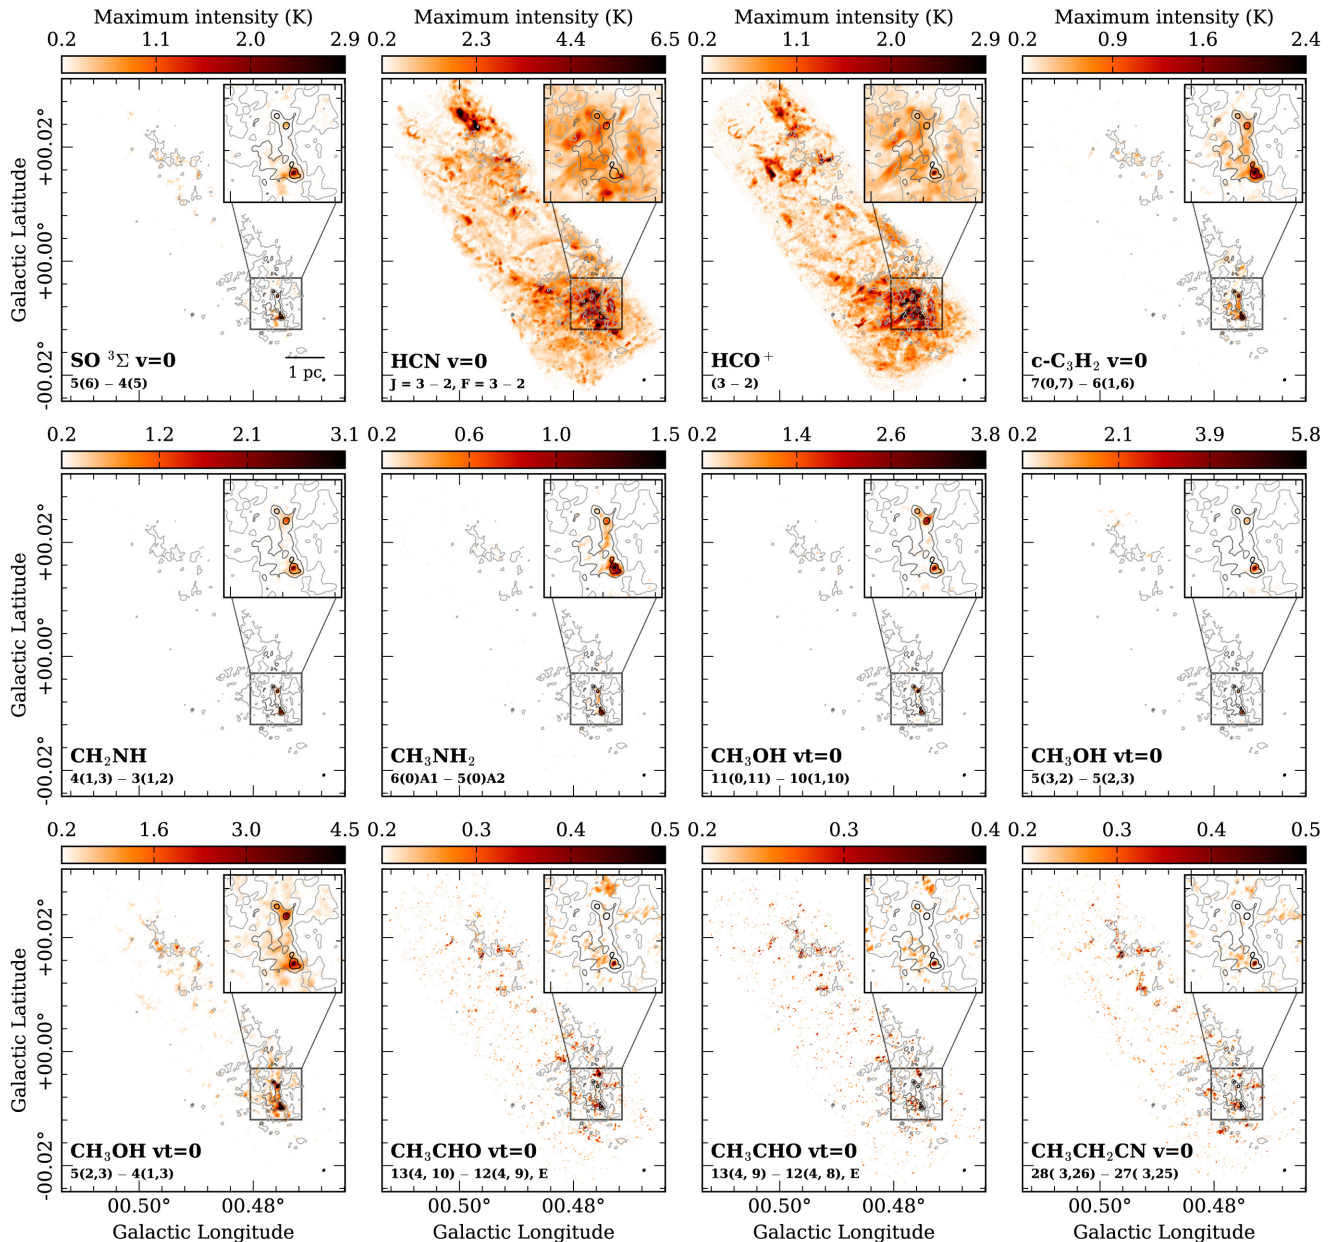 Maximum intensity (K) Maximum intensity (K) Maximum intensity (K) Maximum intensity (K)
0.2 1.1 2.0 2.9 0.2 2.3 4.4 6.5 0.2 1.1 2.0 2.9 0.2 0.9 1.6 2.4
Galactic Latitude
+00.02°
+00.00°
-00.02°
SO ³Σ v=0
5(6) − 4(5)
1 pc
HCN v=0
J = 3 − 2, F = 3 − 2
HCO⁺
(3 − 2)
c-C₃H₂ v=0
7(0,7) − 6(1,6)
0.2 1.2 2.1 3.1 0.2 0.6 1.0 1.5 0.2 1.4 2.6 3.8 0.2 2.1 3.9 5.8
Galactic Latitude
+00.02°
+00.00°
-00.02°
CH₂NH
4(1,3) − 3(1,2)
CH₃NH₂
6(0)A1 − 5(0)A2
CH₃OH vt=0
11(0,11) − 10(1,10)
CH₃OH vt=0
5(3,2) − 5(2,3)
0.2 1.6 3.0 4.5 0.2 0.3 0.4 0.5 0.2 0.3 0.4 0.2 0.3 0.4 0.5
Galactic Latitude
+00.02°
+00.00°
-00.02°
CH₃OH vt=0
5(2,3) − 4(1,3)
CH₃CHO vt=0
13(4, 10) − 12(4, 9), E
CH₃CHO vt=0
13(4, 9) − 12(4, 8), E
CH₃CH₂CN v=0
28( 3,26) − 27( 3,25)
00.50° 00.48° 00.50° 00.48° 00.50° 00.48° 00.50° 00.48°
Galactic Longitude Galactic Longitude Galactic Longitude Galactic Longitude